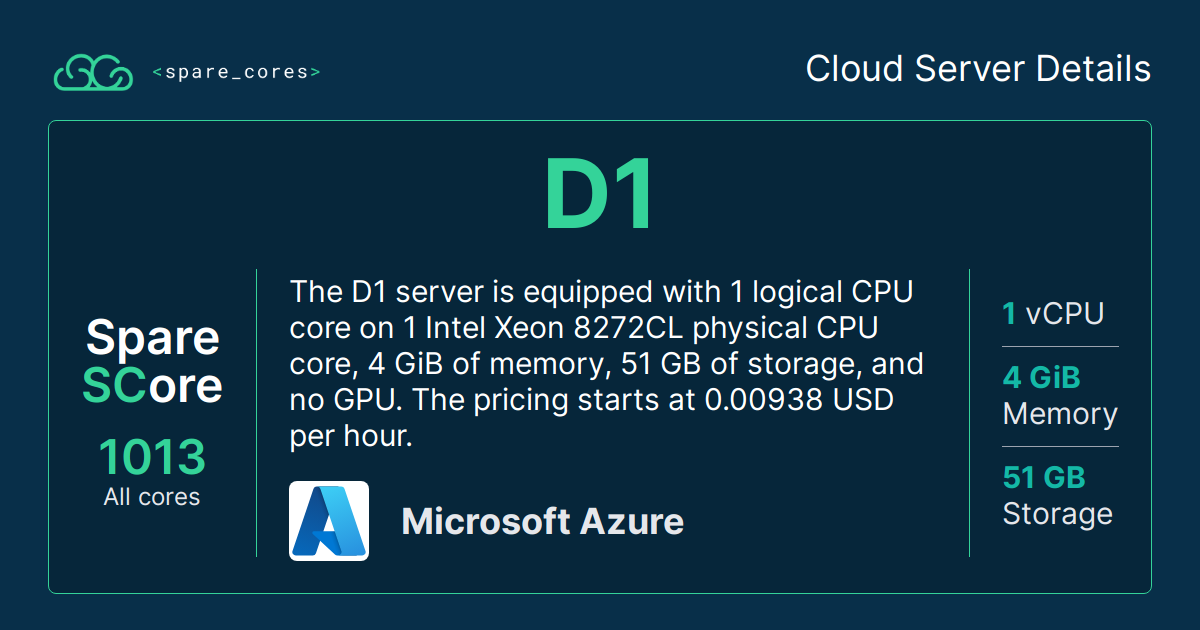 <spare_cores>
Cloud Server Details
D1
Spare
SCore
1013
All cores
The D1 server is equipped with 1 logical CPU
core on 1 Intel Xeon 8272CL physical CPU
core, 4 GiB of memory, 51 GB of storage, and
no GPU. The pricing starts at 0.00938 USD
per hour.
Microsoft Azure
1 vCPU
4 GiB
Memory
51 GB
Storage